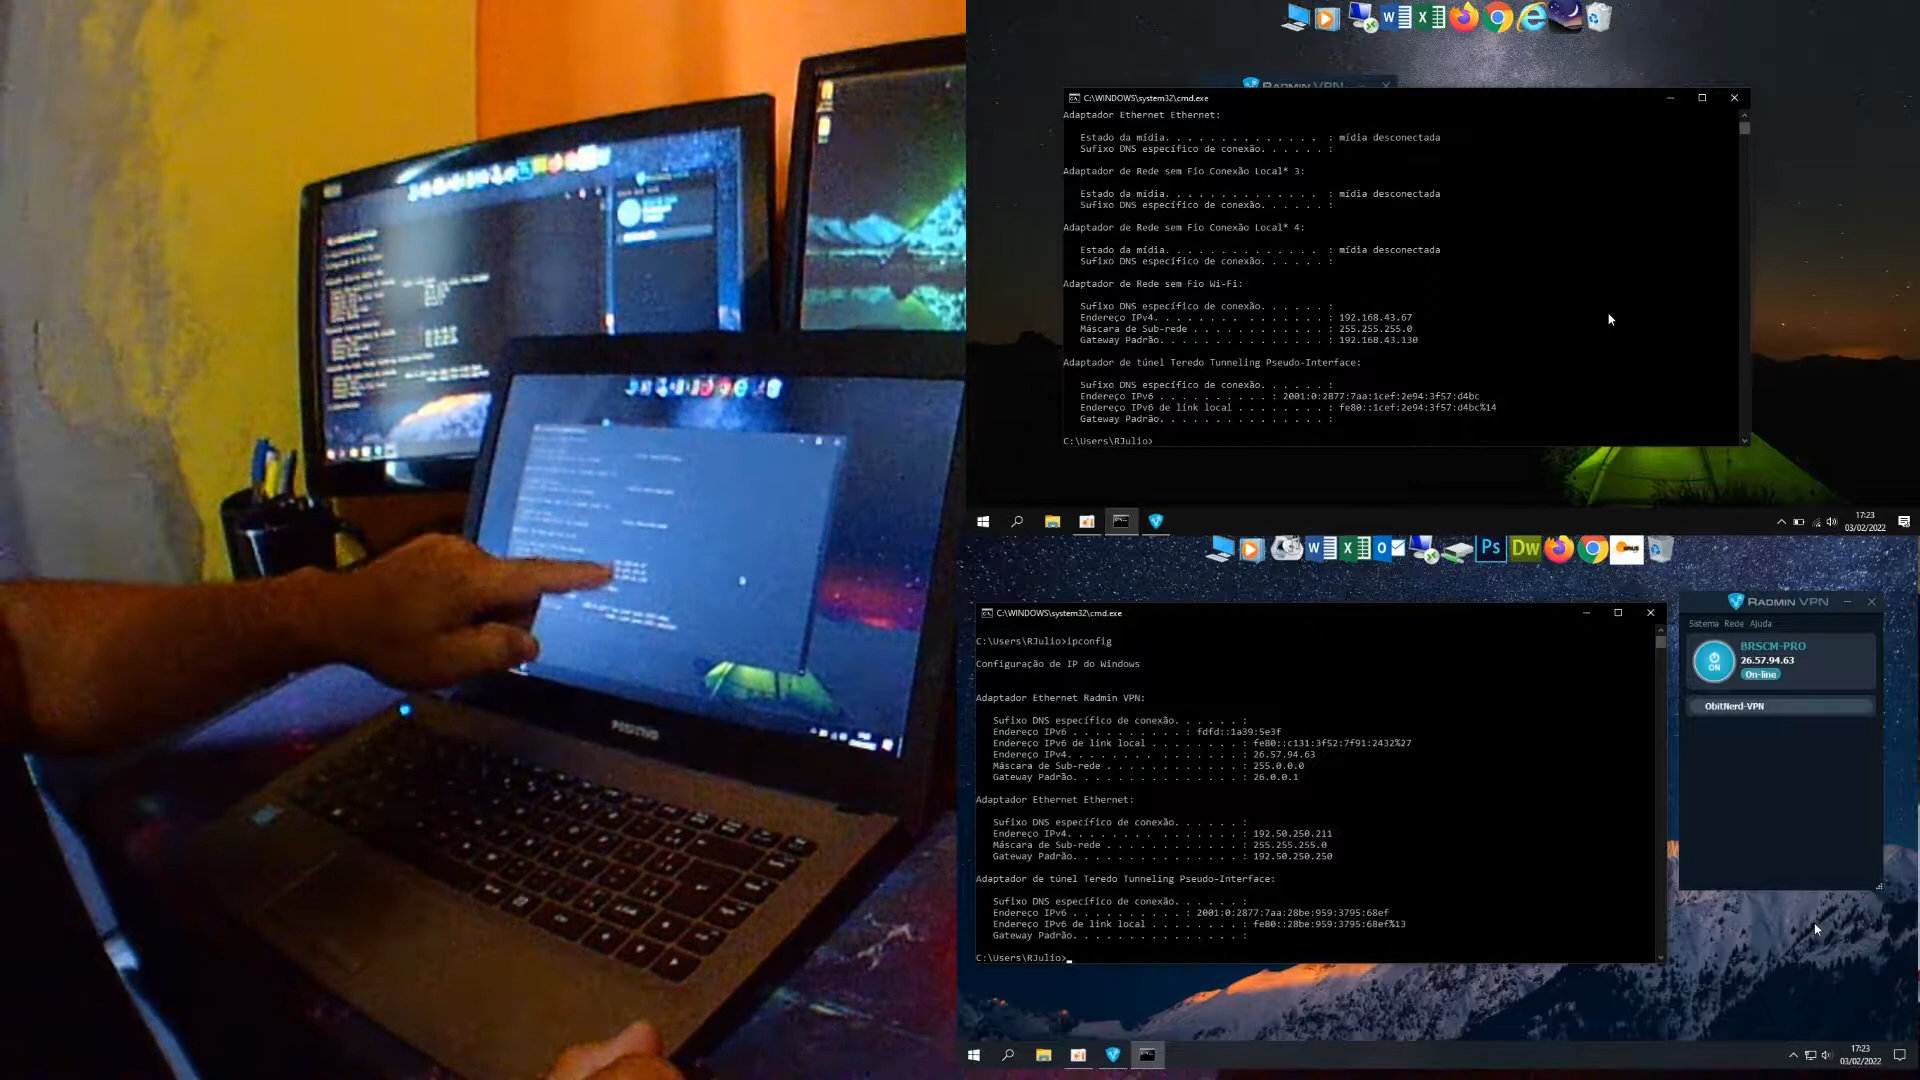 RADMIN VPN
C:\WINDOWS\system32\cmd.exe
Adaptador Ethernet Ethernet:
Estado da mídia. . . . . . . . . . . . . . : mídia desconectada
Sufixo DNS específico de conexão. . . . . . :
Adaptador de Rede sem Fio Conexão Local* 3:
Estado da mídia. . . . . . . . . . . . . . : mídia desconectada
Sufixo DNS específico de conexão. . . . . . :
Adaptador de Rede sem Fio Conexão Local* 4:
Estado da mídia. . . . . . . . . . . . . . : mídia desconectada
Sufixo DNS específico de conexão. . . . . . :
Adaptador de Rede sem Fio Wi-Fi:
Sufixo DNS específico de conexão. . . . . . :
Endereço IPv4. . . . . . . . . . . . . . . : 192.168.43.67
Máscara de Sub-rede . . . . . . . . . . . . : 255.255.255.0
Gateway Padrão. . . . . . . . . . . . . . . : 192.168.43.130
Adaptador de túnel Teredo Tunneling Pseudo-Interface:
Sufixo DNS específico de conexão. . . . . . :
Endereço IPv6 . . . . . . . . . . . : 2001:0:2877:7aa:1cef:2e94:3f57:d4bc
Endereço IPv6 de link local . . . . . . . . : fe80::1cef:2e94:3f57:d4bc%14
Gateway Padrão. . . . . . . . . . . . . . . :
C:\Users\RJulio>
17:23
03/02/2022
Ps Dw
C:\WINDOWS\system32\cmd.exe
C:\Users\RJulio>ipconfig
Configuração de IP do Windows
Adaptador Ethernet Radmin VPN:
Sufixo DNS específico de conexão. . . . . . :
Endereço IPv6 . . . . . . . . . . . : fdfd::1a39:5e3f
Endereço IPv6 de link local . . . . . . . . : fe80::c131:3f52:7f91:2432%27
Endereço IPv4. . . . . . . . . . . . . . . : 26.57.94.63
Máscara de Sub-rede . . . . . . . . . . . . : 255.0.0.0
Gateway Padrão. . . . . . . . . . . . . . . : 26.0.0.1
Adaptador Ethernet Ethernet:
Sufixo DNS específico de conexão. . . . . . :
Endereço IPv4. . . . . . . . . . . . . . . : 192.50.250.211
Máscara de Sub-rede . . . . . . . . . . . . : 255.255.255.0
Gateway Padrão. . . . . . . . . . . . . . . : 192.50.250.250
Adaptador de túnel Teredo Tunneling Pseudo-Interface:
Sufixo DNS específico de conexão. . . . . . :
Endereço IPv6 . . . . . . . . . . . : 2001:0:2877:7aa:28be:959:3795:68ef
Endereço IPv6 de link local . . . . . . . . : fe80::28be:959:3795:68ef%13
Gateway Padrão. . . . . . . . . . . . . . . :
C:\Users\RJulio>
RADMIN VPN
Sistema Rede Ajuda
BRSCM-PRO
26.57.94.63
On-line
ON
ObitNerd-VPN
17:23
03/02/2022
POSITIVO